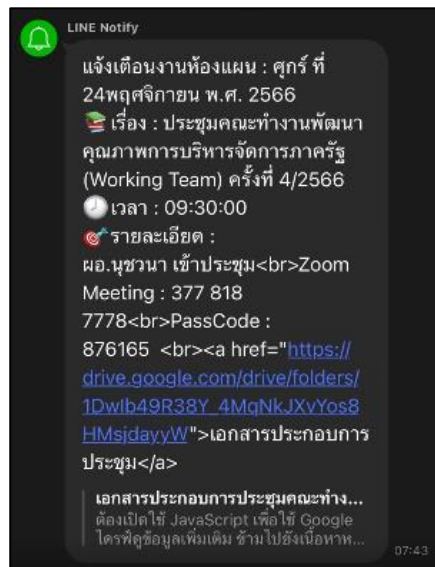 LINE Notify
แจ้งเตือนงานห้องแผน : ศุกร์ ที่
24พฤศจิกายน พ.ศ. 2566
📚 เรื่อง : ประชุมคณะทำงานพัฒนา
คุณภาพการบริหารจัดการภาครัฐ
(Working Team) ครั้งที่ 4/2566
🕘เวลา : 09:30:00
🎯รายละเอียด :
ผอ.นุชวนา เข้าประชุม<br>Zoom
Meeting : 377 818
7778<br>PassCode :
876165 <br><a href="https://
drive.google.com/drive/folders/
1DwIb49R38Y_4MqNkJXvYos8
HMsjdayyW">เอกสารประกอบการ
ประชุม</a>
เอกสารประกอบการประชุมคณะทำง...
ต้องเปิดใช้ JavaScript เพื่อใช้ Google
ไดรฟ์ดูข้อมูลเพิ่มเติม ข้ามไปยังเนื้อหาห...
07:43